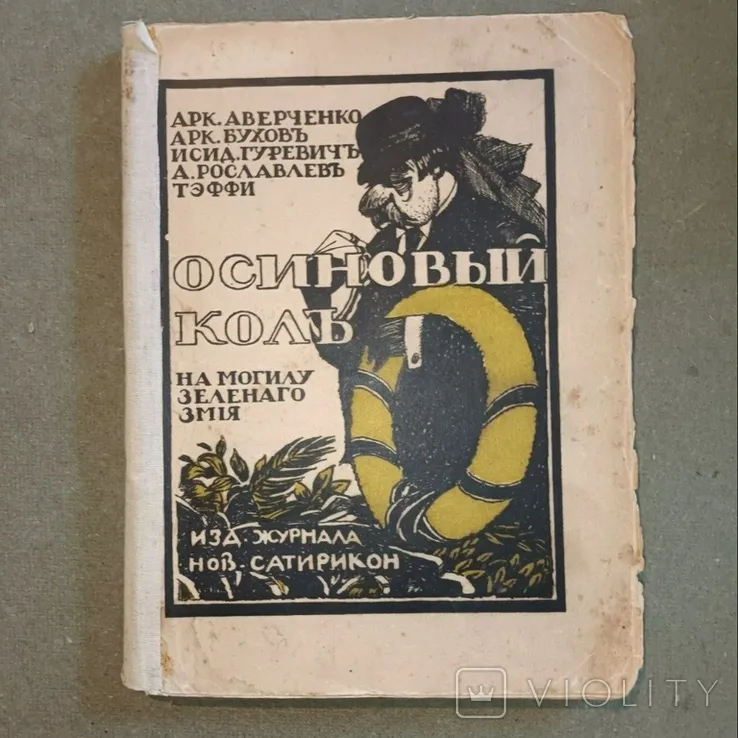 АРК. АВЕРЧЕНКО
АРК. БУХОВЪ
ИСИД. ГУРЕВИЧЪ
А. РОСЛАВЛЕВЪ
ТЭФФИ
ОСИНОВЫЙ
КОЛЪ
НА МОГИЛУ
ЗЕЛЕНАГО
ЗМІЯ
ИЗД. ЖУРНАЛА
НОВ. САТИРИКОН
VIOLITY